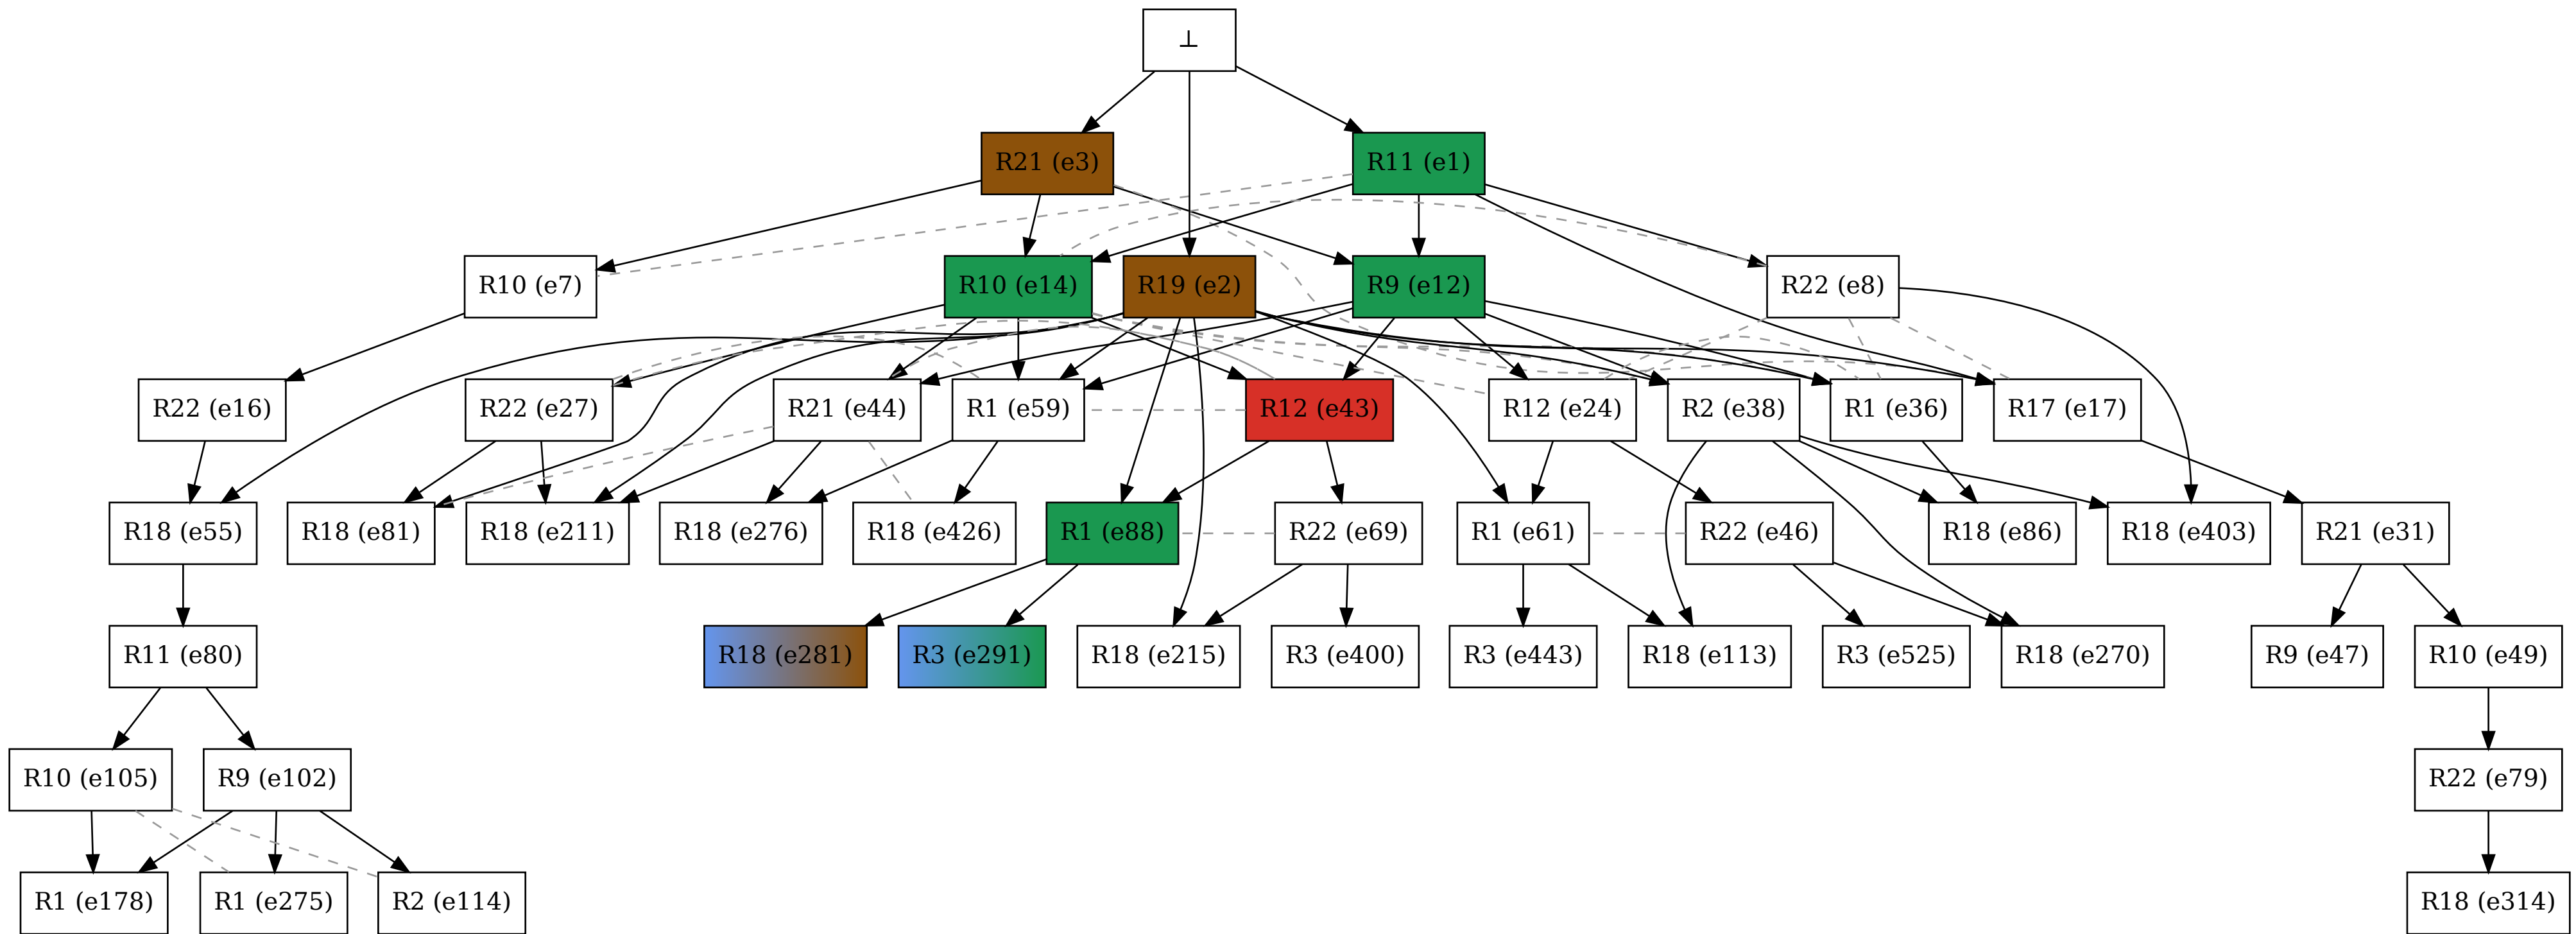 ⊥
R21 (e3)
R11 (e1)
R10 (e7)
R10 (e14)
R19 (e2)
R9 (e12)
R22 (e8)
R22 (e16)
R22 (e27)
R21 (e44)
R1 (e59)
R12 (e43)
R12 (e24)
R2 (e38)
R1 (e36)
R17 (e17)
R18 (e55)
R18 (e81)
R18 (e211)
R18 (e276)
R18 (e426)
R1 (e88)
R22 (e69)
R1 (e61)
R22 (e46)
R18 (e86)
R18 (e403)
R21 (e31)
R11 (e80)
R18 (e281)
R3 (e291)
R18 (e215)
R3 (e400)
R3 (e443)
R18 (e113)
R3 (e525)
R18 (e270)
R9 (e47)
R10 (e49)
R10 (e105)
R9 (e102)
R22 (e79)
R1 (e178)
R1 (e275)
R2 (e114)
R18 (e314)